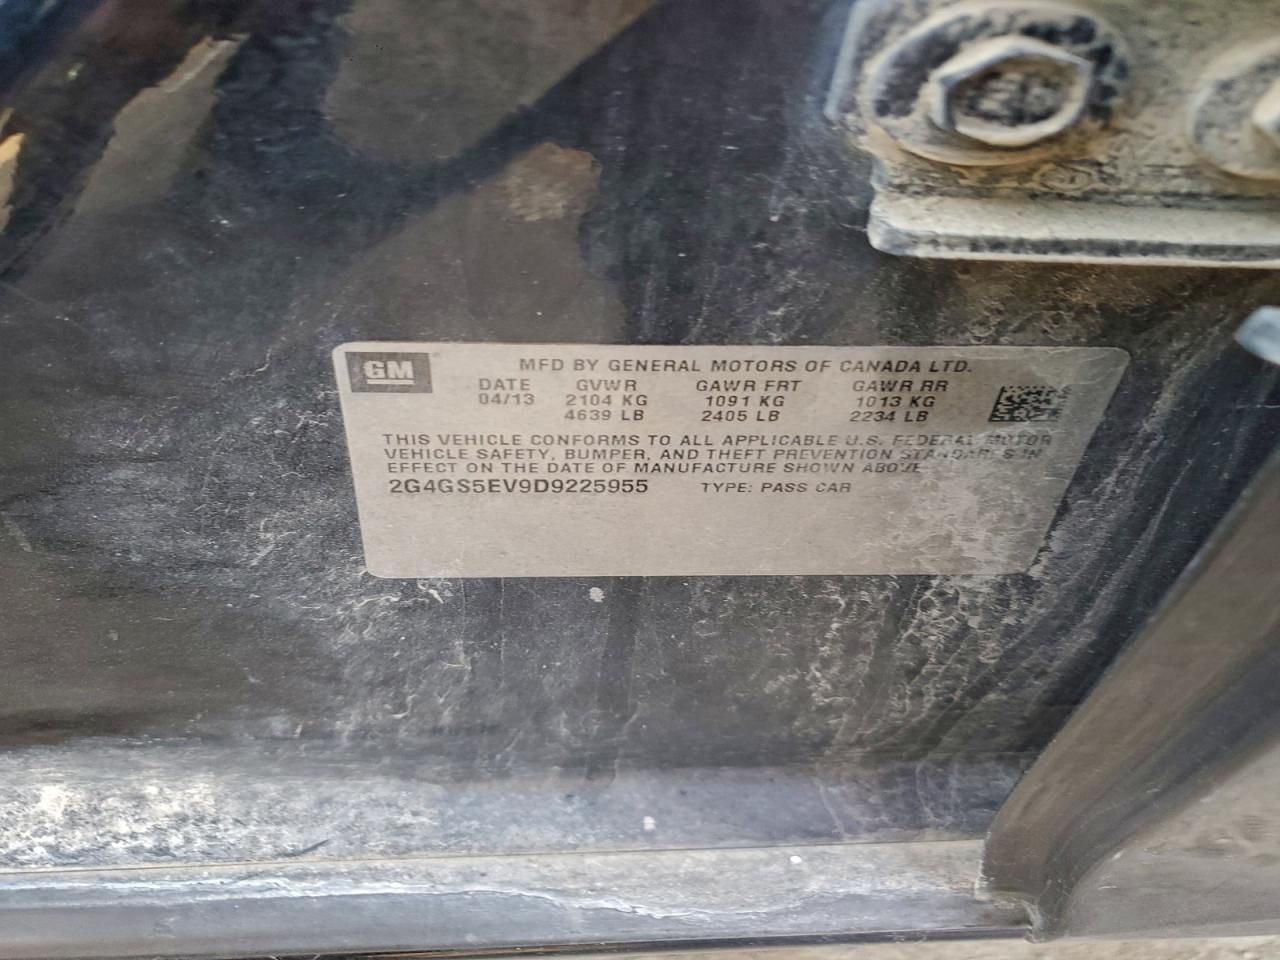 GM
MFD BY GENERAL MOTORS OF CANADA LTD.
DATE GVWR GAWR FRT GAWR RR
04/13 2104 KG 1091 KG 1013 KG
4639 LB 2405 LB 2234 LB
THIS VEHICLE CONFORMS TO ALL APPLICABLE U.S. FEDERAL MOTOR
VEHICLE SAFETY, BUMPER, AND THEFT PREVENTION STANDARDS IN
EFFECT ON THE DATE OF MANUFACTURE SHOWN ABOVE
2G4GS5EV9D9225955 TYPE: PASS CAR